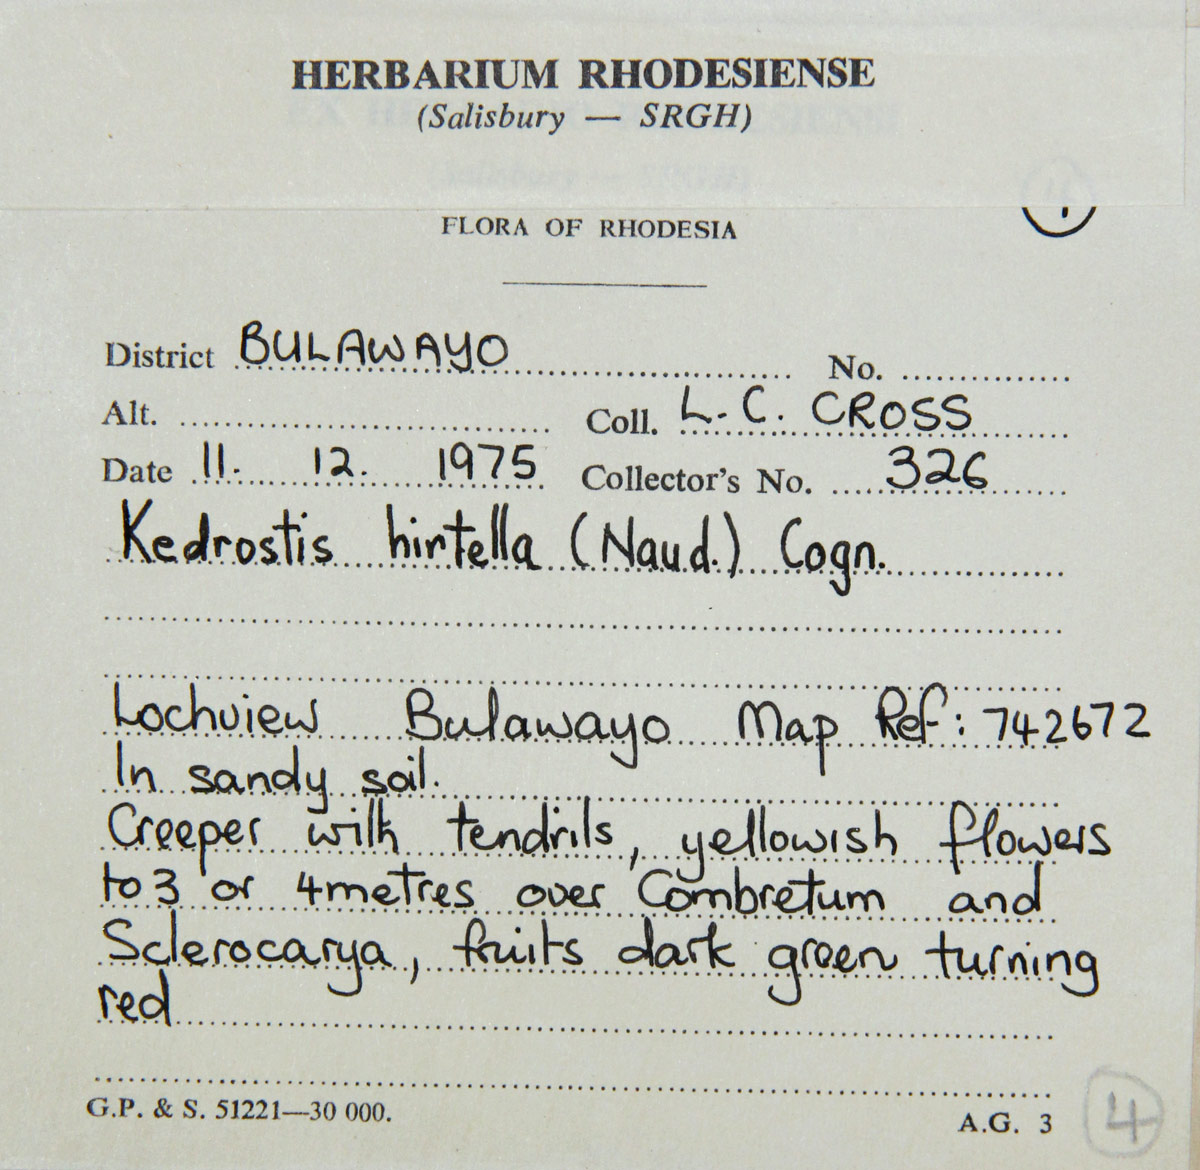 HERBARIUM RHODESIENSE
(Salisbury — SRGH)
FLORA OF RHODESIA
District BULAWAYO No.
Alt. Coll. L. C. CROSS
Date 11. 12. 1975 Collector's No. 326
Kedrostis hirtella (Naud.) Cogn.
Lochview Bulawayo Map Ref: 742672
In sandy soil.
Creeper with tendrils, yellowish flowers
to 3 or 4 metres over Combretum and
Sclerocarya, fruits dark green turning
red
G.P. & S. 51221—30 000.
A.G. 3
4